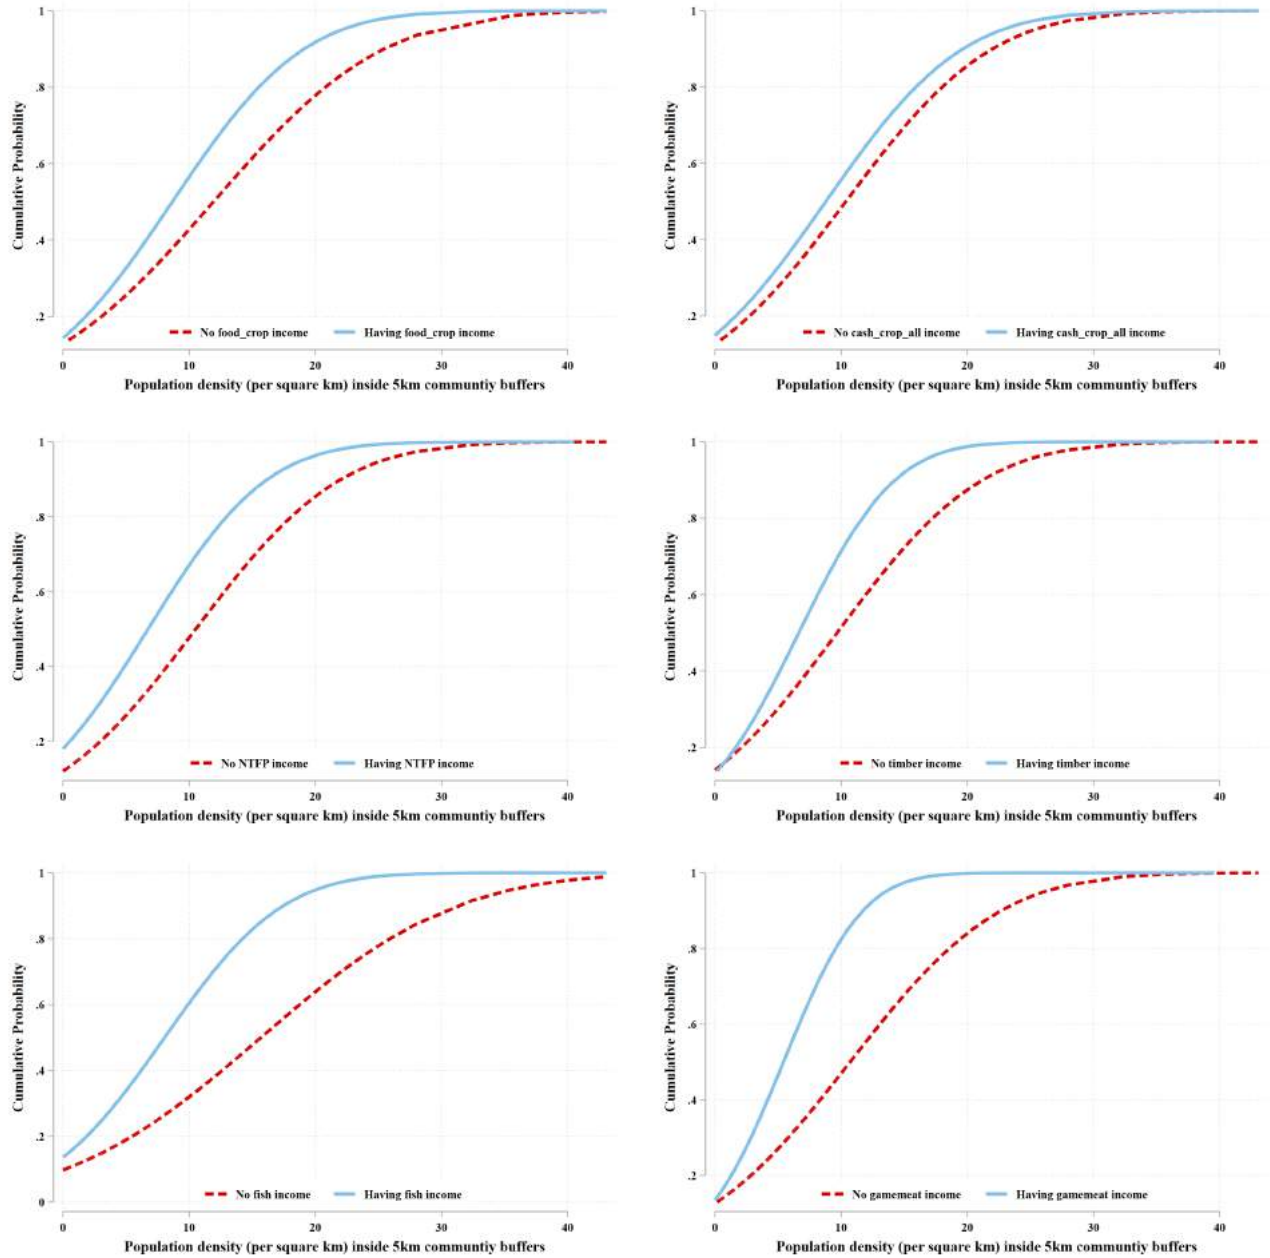 Cumulative Probability
1
.8
.6
.4
.2
No food_crop income Having food_crop income
0 10 20 30 40
Population density (per square km) inside 5km communtiy buffers
Cumulative Probability
1
.8
.6
.4
.2
No cash_crop_all income Having cash_crop_all income
0 10 20 30 40
Population density (per square km) inside 5km communtiy buffers
Cumulative Probability
1
.8
.6
.4
.2
No NTFP income Having NTFP income
0 10 20 30 40
Population density (per square km) inside 5km communtiy buffers
Cumulative Probability
1
.8
.6
.4
.2
No timber income Having timber income
0 10 20 30 40
Population density (per square km) inside 5km communtiy buffers
Cumulative Probability
1
.8
.6
.4
.2
0
No fish income Having fish income
0 10 20 30 40
Population density (per square km) inside 5km communtiy buffers
Cumulative Probability
1
.8
.6
.4
.2
No gamemeat income Having gamemeat income
0 10 20 30 40
Population density (per square km) inside 5km communtiy buffers